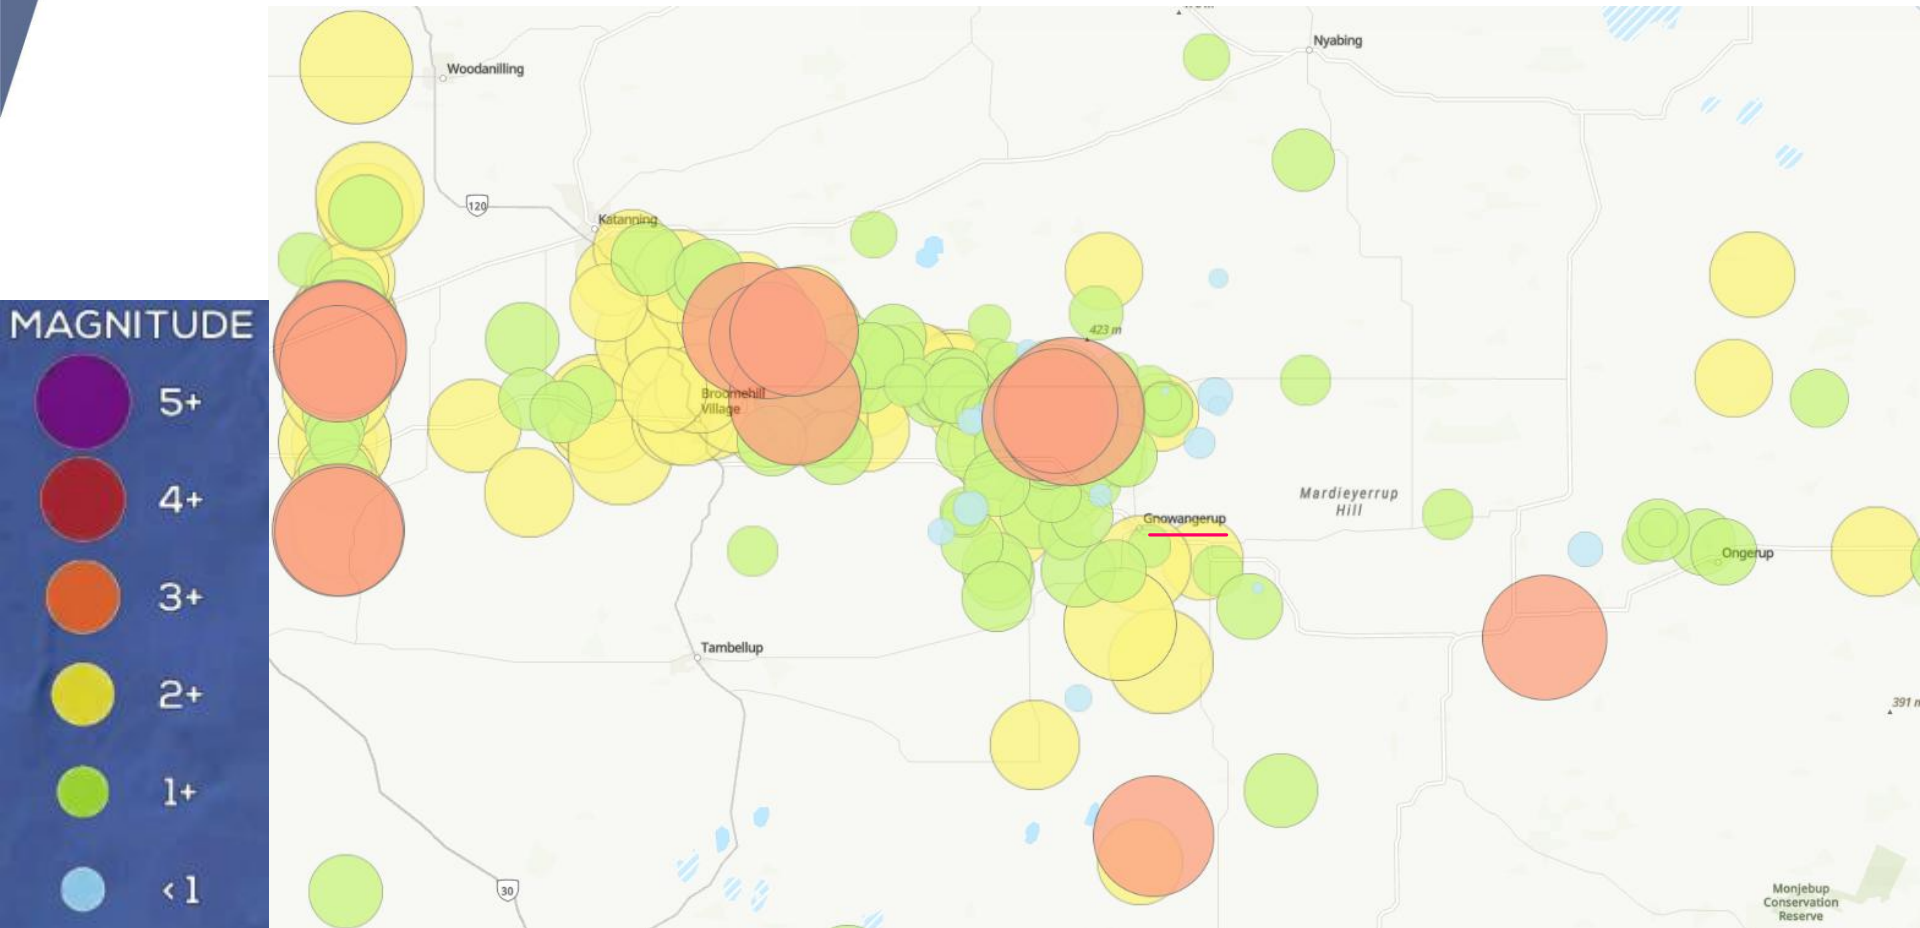 MAGNITUDE
5+
4+
3+
2+
1+
<1
Nyabing
Woodanilling
120
Katanning
423 m
Broomehill
Village
Mardieyerrup
Hill
Gnowangerup
Ongerup
Tambellup
391 m
30
Monjebup
Conservation
Reserve